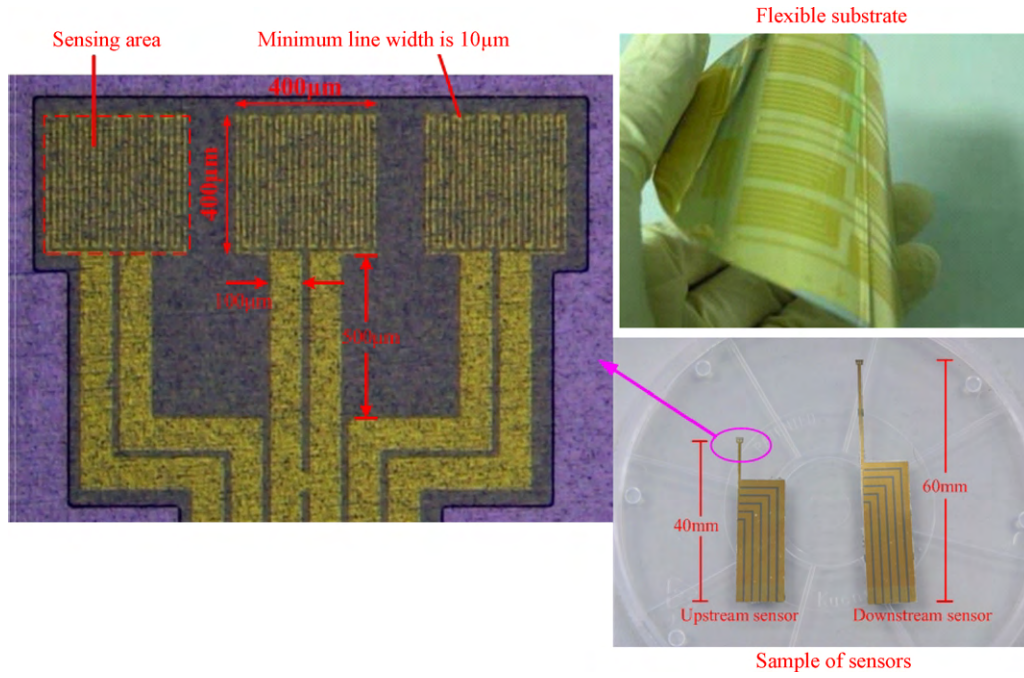 Flexible substrate
Sensing area
Minimum line width is 10μm
400μm
400μm
100μm
500μm
40mm
60mm
Upstream sensor
Downstream sensor
Sample of sensors